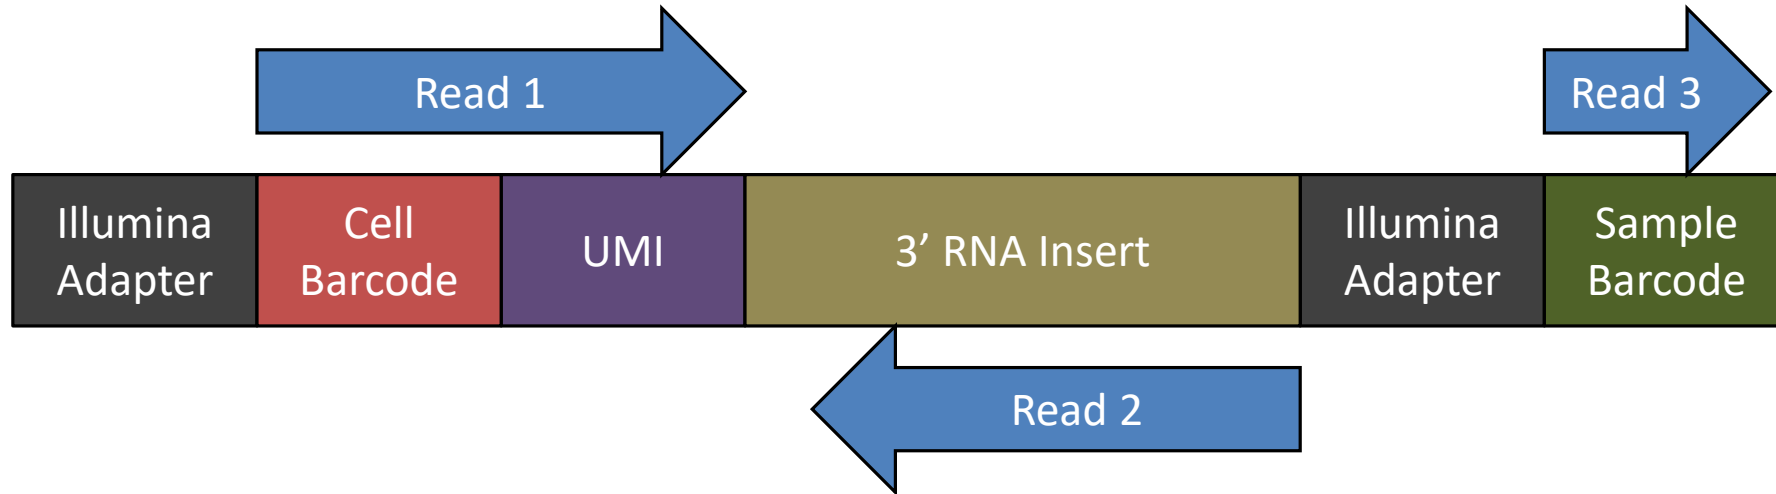 Read 1
Read 3
Illumina
Adapter
Cell
Barcode
UMI
3’ RNA Insert
Illumina
Adapter
Sample
Barcode
Read 2